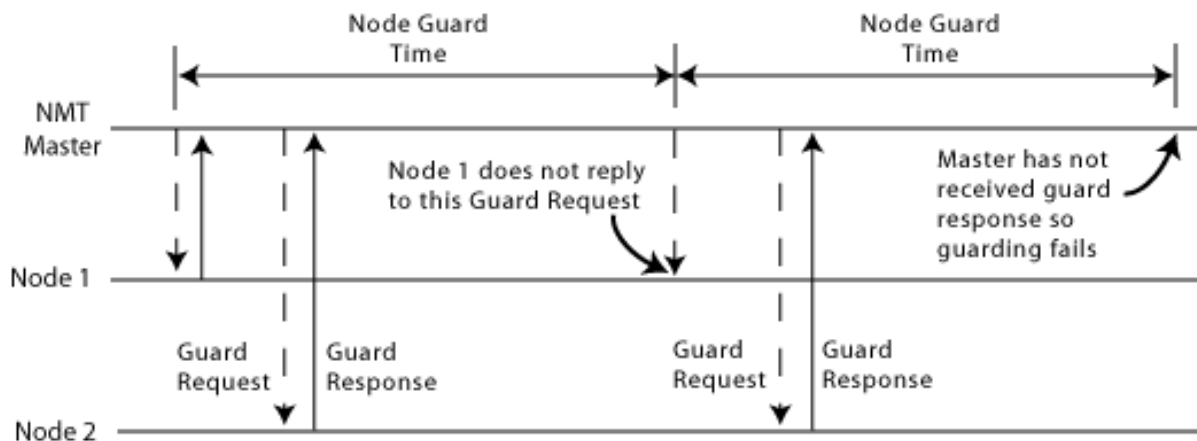 Node Guard
Time
Node Guard
Time
NMT
Master
Node 1 does not reply
to this Guard Request
Master has not
received guard
response so
guarding fails
Node 1
Guard
Request
Guard
Response
Guard
Request
Guard
Response
Node 2